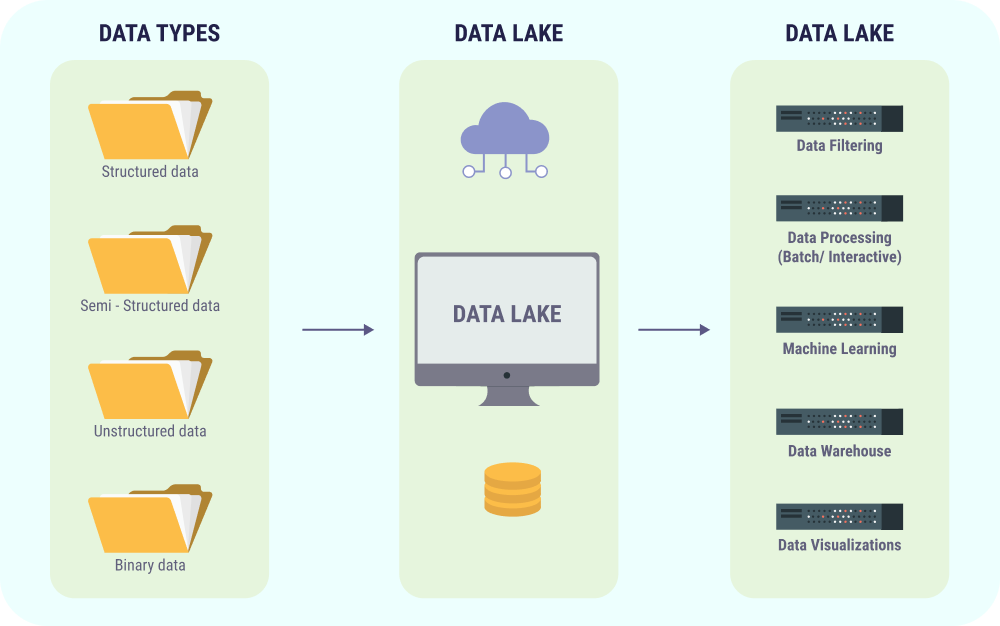 DATA TYPES
Structured data
Semi - Structured data
Unstructured data
Binary data
DATA LAKE
DATA LAKE
DATA LAKE
Data Filtering
Data Processing
(Batch/ Interactive)
Machine Learning
Data Warehouse
Data Visualizations